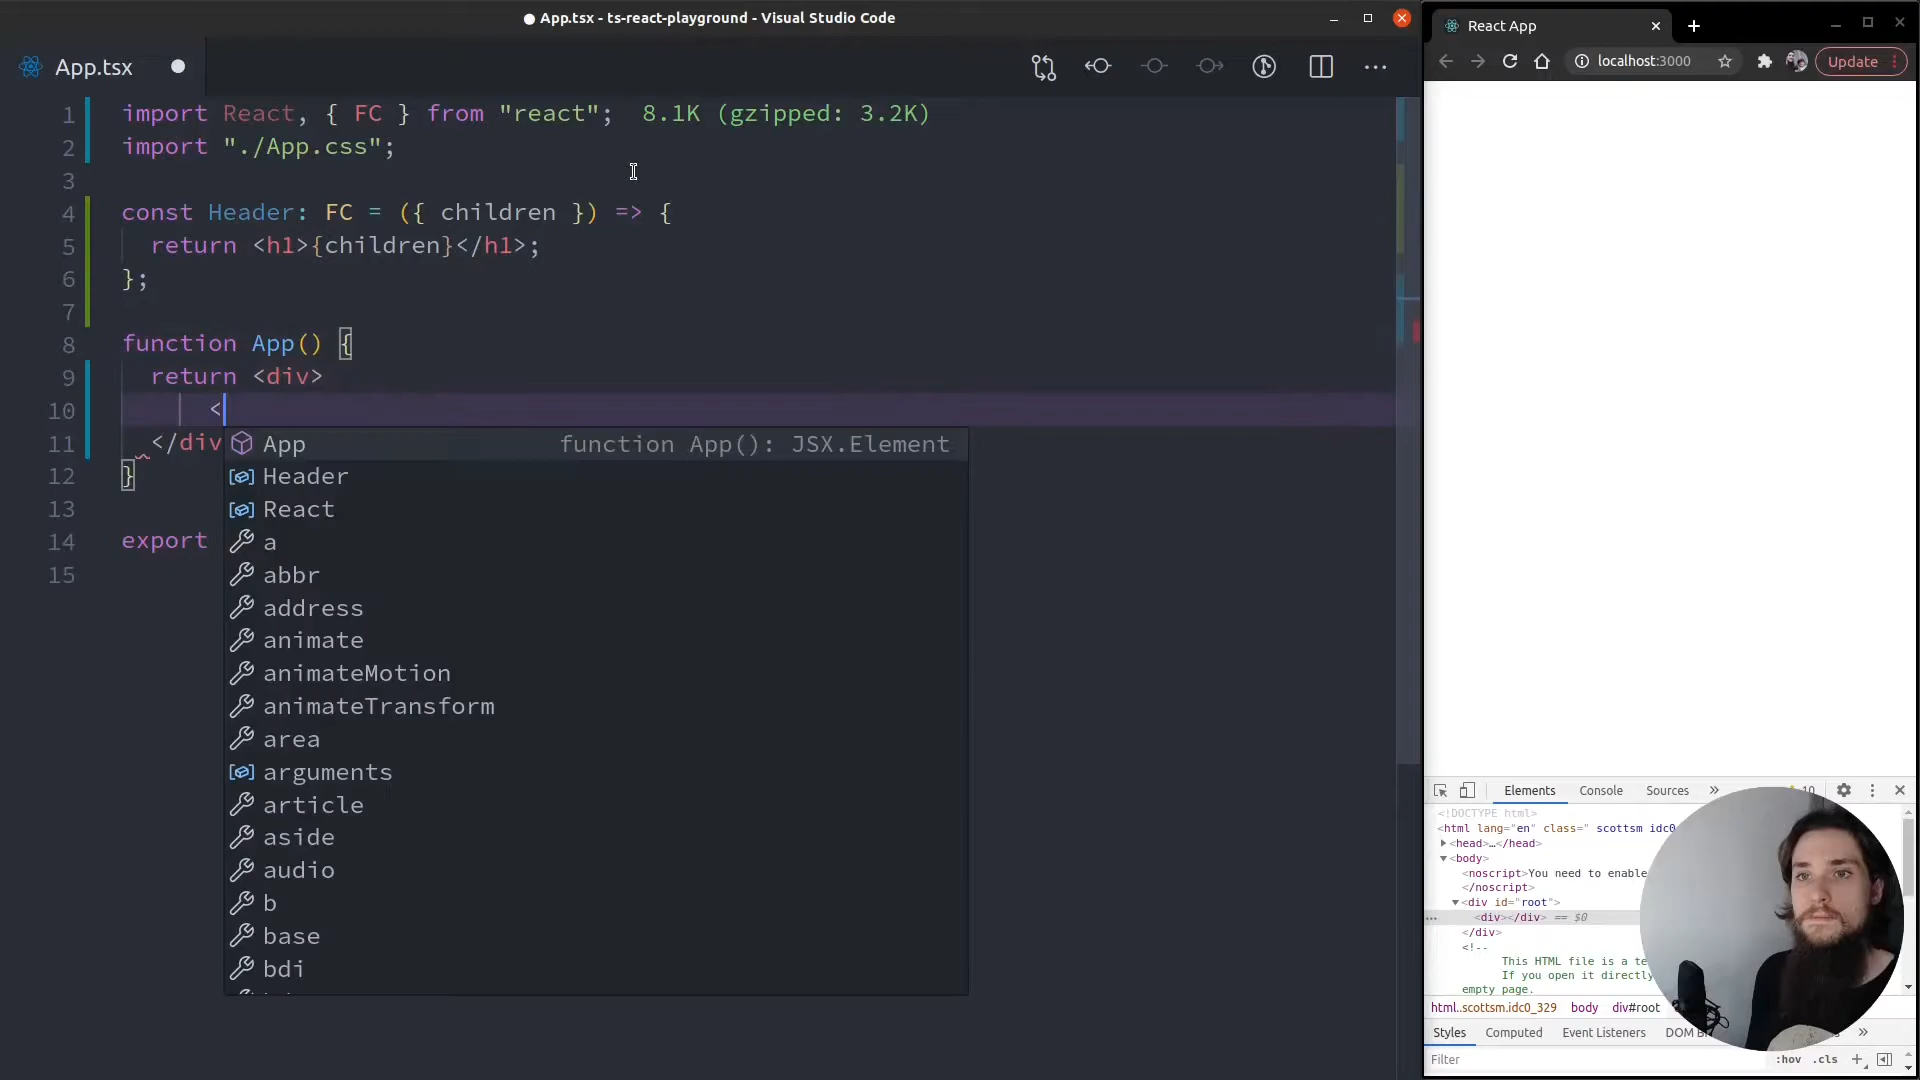 App.tsx - ts-react-playground - Visual Studio Code
App.tsx
1 import React, { FC } from "react"; 8.1K (gzipped: 3.2K)
2 import "./App.css";
3
4 const Header: FC = ({ children }) => {
5 return <h1>{children}</h1>;
6 };
7
8 function App() {
9 return <div>
10 <
11 </div
12 }
13
14 export
15
App function App(): JSX.Element
Header
React
a
abbr
address
animate
animateMotion
animateTransform
area
arguments
article
aside
audio
b
base
bdi
React App
localhost:3000
Update
Elements
Console
Sources
»
10
<!DOCTYPE html>
<html lang="en" class=" scottsm idc0
<head>…</head>
<body>
<noscript>You need to enable
</noscript>
<div id="root">
<div></div> == $0
</div>
<!--
This HTML file is a te
If you open it directly
empty page.
html..scottsm.idc0_329 body div#root
Styles Computed Event Listeners DOM B »
Filter :hov .cls +